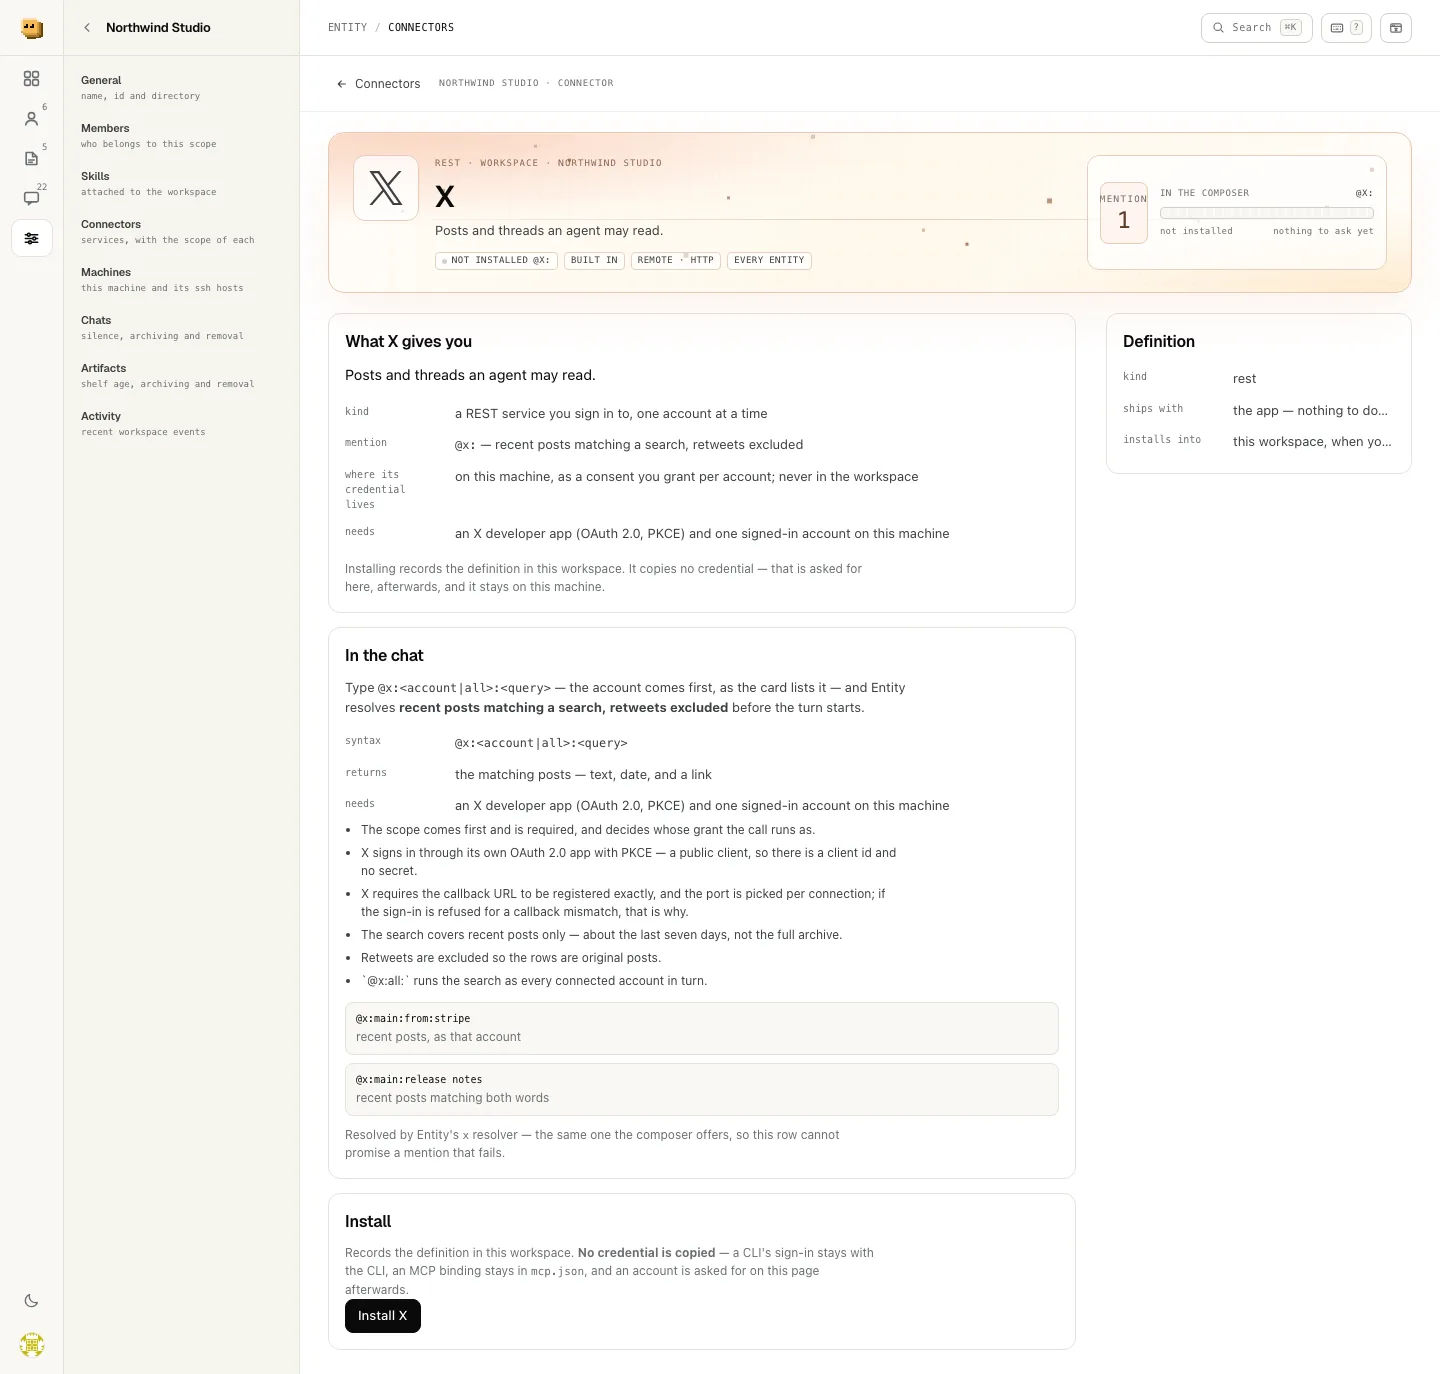 Northwind Studio
ENTITY / CONNECTORS
Search ⌘K
?
6
5
22
General
name, id and directory
Members
who belongs to this scope
Skills
attached to the workspace
Connectors
services, with the scope of each
Machines
this machine and its ssh hosts
Chats
silence, archiving and removal
Artifacts
shelf age, archiving and removal
Activity
recent workspace events
← Connectors
NORTHWIND STUDIO · CONNECTOR
REST · WORKSPACE · NORTHWIND STUDIO
X
Posts and threads an agent may read.
NOT INSTALLED @X:
BUILT IN
REMOTE · HTTP
EVERY ENTITY
MENTION
1
IN THE COMPOSER
@X:
not installed
nothing to ask yet
What X gives you
Posts and threads an agent may read.
kind
a REST service you sign in to, one account at a time
mention
@x: — recent posts matching a search, retweets excluded
where its
credential
lives
on this machine, as a consent you grant per account; never in the workspace
needs
an X developer app (OAuth 2.0, PKCE) and one signed-in account on this machine
Installing records the definition in this workspace. It copies no credential — that is asked for
here, afterwards, and it stays on this machine.
Definition
kind
rest
ships with
the app — nothing to do…
installs into
this workspace, when yo…
In the chat
Type @x:<account|all>:<query> — the account comes first, as the card lists it — and Entity
resolves recent posts matching a search, retweets excluded before the turn starts.
syntax
@x:<account|all>:<query>
returns
the matching posts — text, date, and a link
needs
an X developer app (OAuth 2.0, PKCE) and one signed-in account on this machine
• The scope comes first and is required, and decides whose grant the call runs as.
• X signs in through its own OAuth 2.0 app with PKCE — a public client, so there is a client id and
no secret.
• X requires the callback URL to be registered exactly, and the port is picked per connection; if
the sign-in is refused for a callback mismatch, that is why.
• The search covers recent posts only — about the last seven days, not the full archive.
• Retweets are excluded so the rows are original posts.
• `@x:all:` runs the search as every connected account in turn.
@x:main:from:stripe
recent posts, as that account
@x:main:release notes
recent posts matching both words
Resolved by Entity's x resolver — the same one the composer offers, so this row cannot
promise a mention that fails.
Install
Records the definition in this workspace. No credential is copied — a CLI's sign-in stays with
the CLI, an MCP binding stays in mcp.json, and an account is asked for on this page
afterwards.
Install X